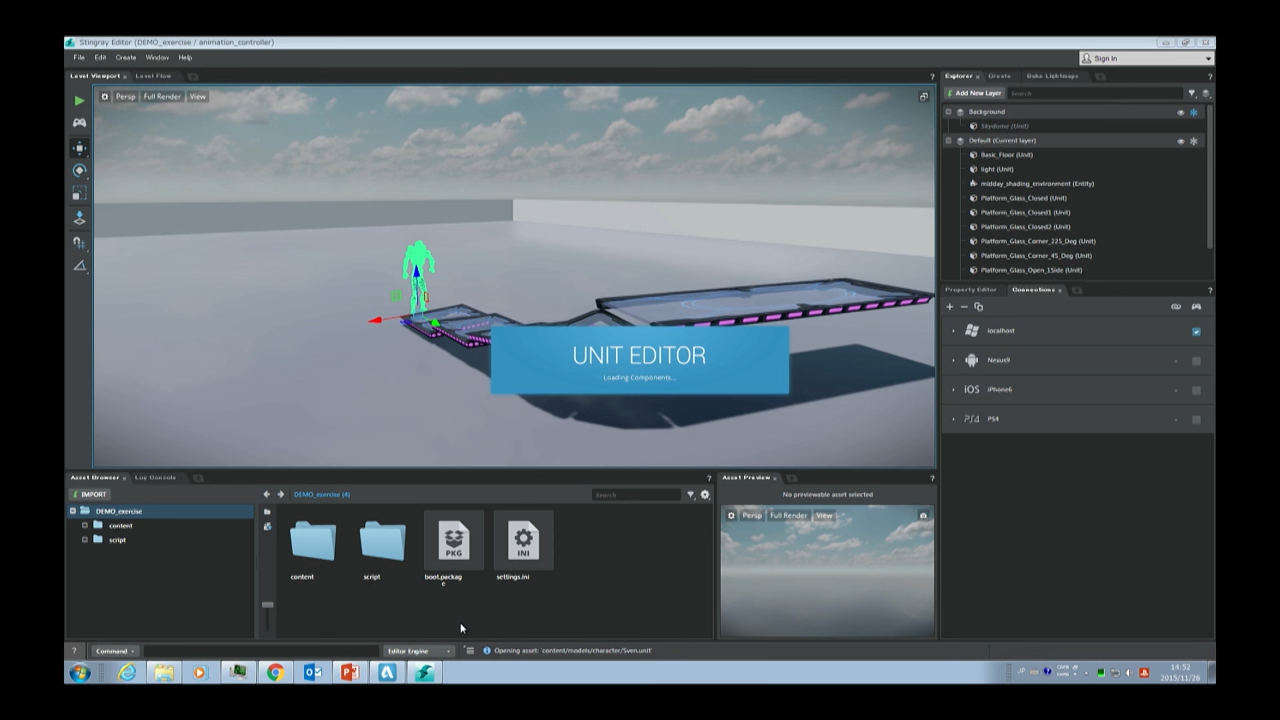 Stingray Editor (DEMO_exercise / animation_controller)
File Edit Create Window Help
Sign In
Level Viewport Level Flow
?
Explorer Create Bake Lightmaps
?
Persp Full Render View
Add New Layer Search
Background
Skydome (Unit)
Default (Current layer)
Basic_Floor (Unit)
light (Unit)
midday_shading_environment (Entity)
Platform_Glass_Closed (Unit)
Platform_Glass_Closed1 (Unit)
Platform_Glass_Closed2 (Unit)
Platform_Glass_Corner_225_Deg (Unit)
Platform_Glass_Corner_45_Deg (Unit)
Platform_Glass_Open_1Side (Unit)
Property Editor Connections
?
localhost
Nexus9
iOS iPhone6
PS4 PS4
UNIT EDITOR
Loading Components...
Asset Browser Log Console
?
Asset Preview
?
IMPORT
DEMO_exercise (4)
Search
No previewable asset selected
DEMO_exercise
content
script
PKG
INI
content
script
boot.packag
e
settings.ini
Persp Full Render View
?
Command
Editor Engine
Opening asset: 'content/models/character/Sven.unit'
JP
CAPS
KANA
14:52
2015/11/26